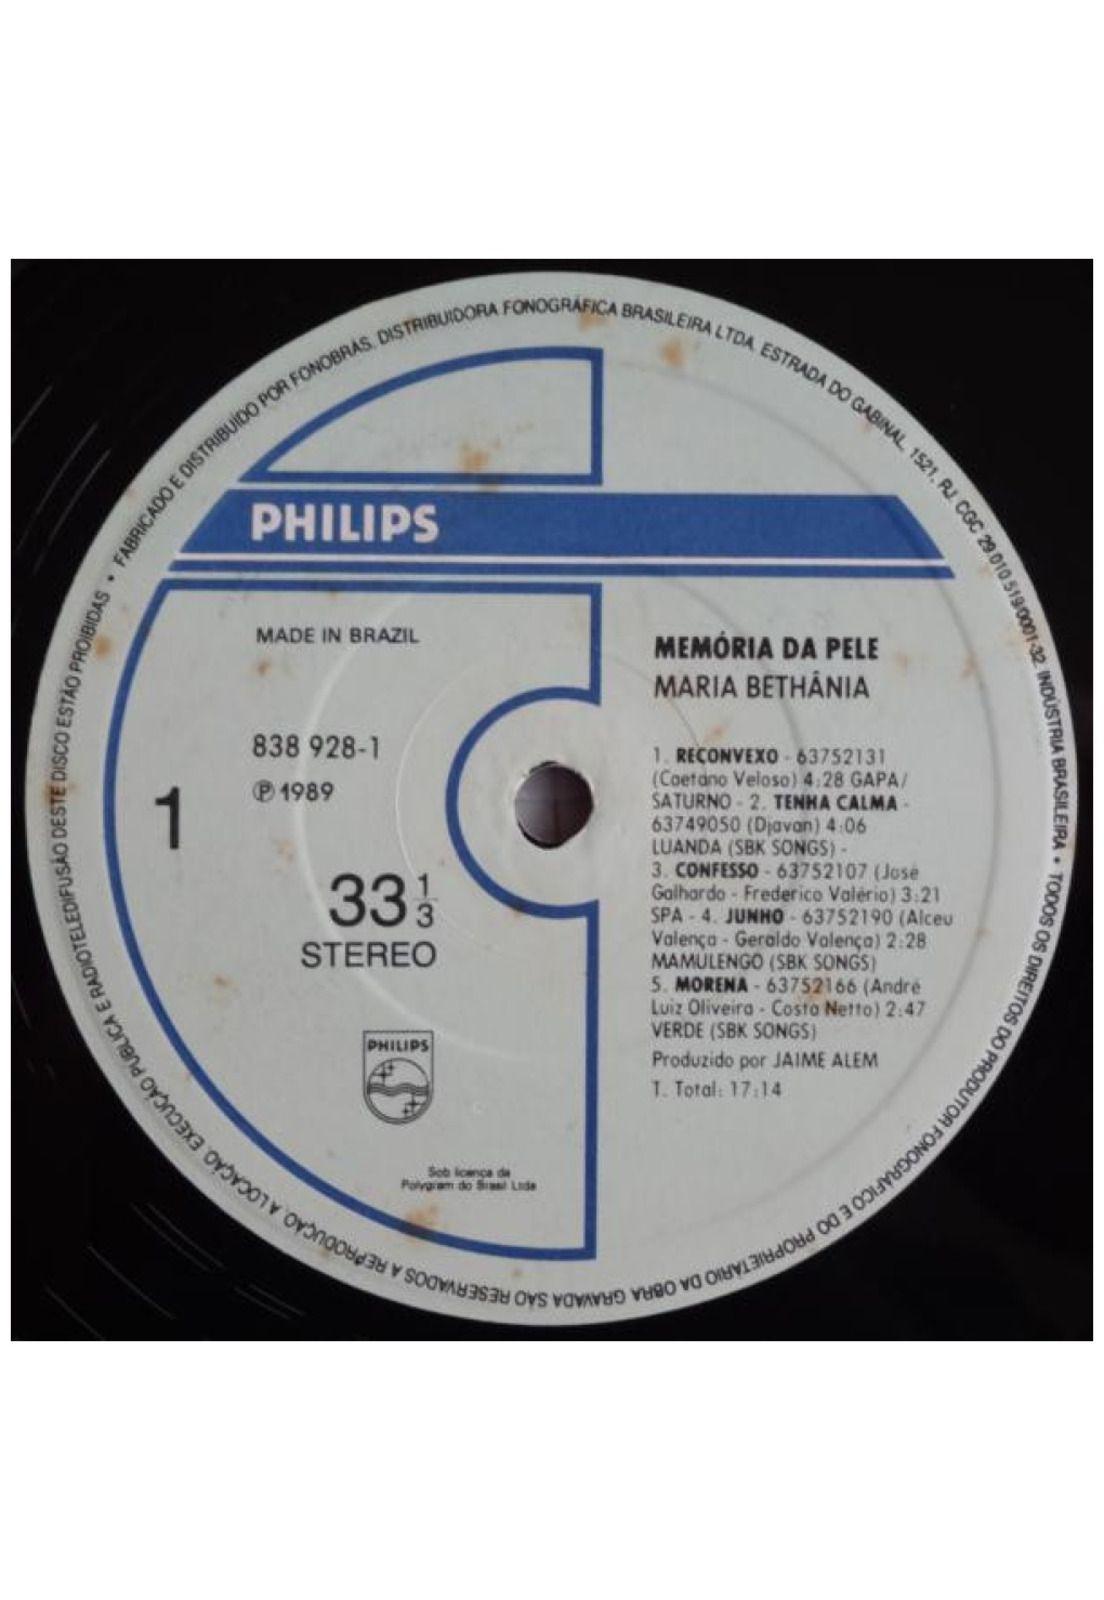 FABRICADO E DISTRIBUÍDO POR FONOBRAS. DISTRIBUIDORA FONOGRÁFICA BRASILEIRA LTDA. ESTRADA DO GABINAL, 1521, RJ. CGC 29.010.519/0001-32 INDÚSTRIA BRASILEIRA • TODOS OS DIREITOS DO PRODUTOR FONOGRÁFICO E DO PROPRIETÁRIO DA OBRA GRAVADA SÃO RESERVADOS A REPRODUÇÃO. A LOCAÇÃO. EXECUÇÃO PÚBLICA E RADIOTELEDIFUSÃO DESTE DISCO ESTÃO PROIBIDAS •
PHILIPS
MADE IN BRAZIL
838 928-1
℗ 1989
1
33 1/3
STEREO
PHILIPS
Sob licença da
Polygram do Brasil Ltda
MEMÓRIA DA PELE
MARIA BETHÂNIA
1. RECONVEXO - 63752131
(Caetano Veloso) 4:28 GAPA/
SATURNO - 2. TENHA CALMA -
63749050 (Djavan) 4:06
LUANDA (SBK SONGS) -
3. CONFESSO - 63752107 (José
Galhardo - Frederico Valério) 3:21
SPA - 4. JUNHO - 63752190 (Alceu
Valença - Geraldo Valença) 2:28
MAMULENGO (SBK SONGS)
5. MORENA - 63752166 (André
Luiz Oliveira - Costa Netto) 2:47
VERDE (SBK SONGS)
Produzido por JAIME ALEM
T. Total: 17:14